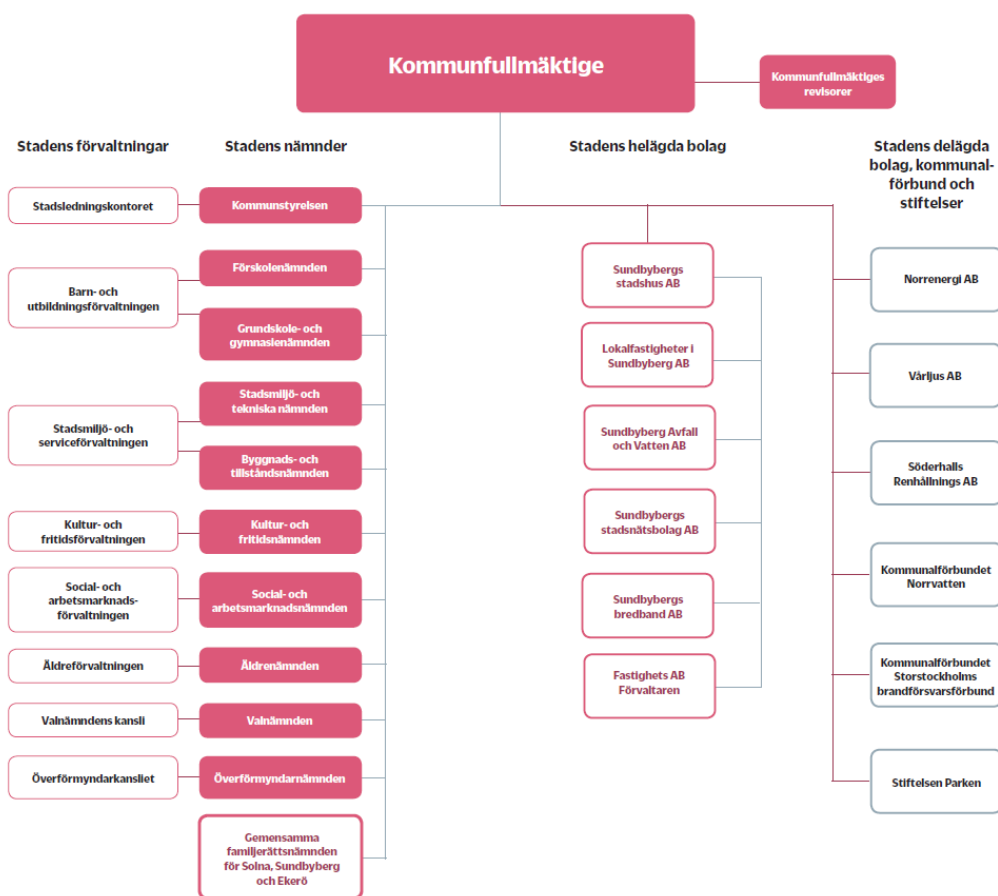 Kommunfullmäktige
Kommunfullmäktiges
revisorer
Stadens förvaltningar
Stadens nämnder
Stadens helägda bolag
Stadens delägda
bolag, kommunal-
förbund och
stiftelser
Stadsledningskontoret
Kommunstyrelsen
Barn- och
utbildningsförvaltningen
Förskolenämnden
Grundskole- och
gymnasienämnden
Stadsmiljö- och
serviceförvaltningen
Stadsmiljö- och
tekniska nämnden
Byggnads- och
tillståndsnämnden
Kultur- och
fritidsförvaltningen
Kultur- och
fritidsnämnden
Social- och
arbetsmarknads-
förvaltningen
Social- och
arbetsmarknadsnämnden
Äldreförvaltningen
Äldrenämnden
Valnämndens kansli
Valnämnden
Överförmyndarkansliet
Överförmyndarnämnden
Gemensamma
familjerättsnämnden
för Solna, Sundbyberg
och Ekerö
Sundbybergs
stadshus AB
Lokalfastigheter i
Sundbyberg AB
Sundbyberg Avfall
och Vatten AB
Sundbybergs
stadsnätsbolag AB
Sundbybergs
bredband AB
Fastighets AB
Förvaltaren
Norrenergi AB
Vårljus AB
Söderhalls
Renhållnings AB
Kommunalförbundet
Norrvatten
Kommunalförbundet
Storstockholms
brandförsvarsförbund
Stiftelsen Parken